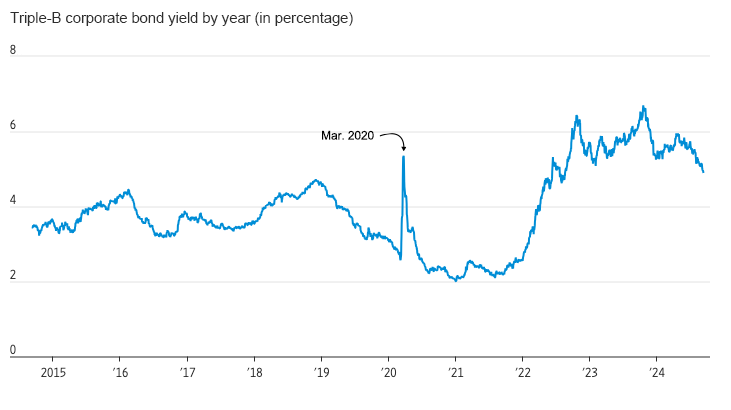 Triple-B corporate bond yield by year (in percentage)
8
6
Mar. 2020
4
2
0
2015 ’16 ’17 ’18 ’19 ’20 ’21 ’22 ’23 ’24